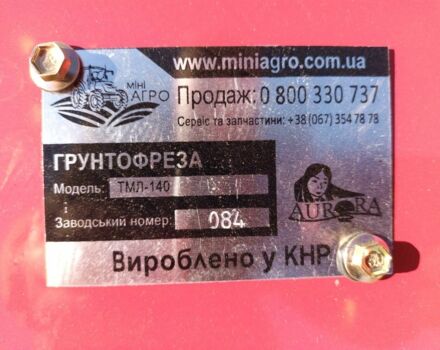 www.miniagro.com.ua
міні
АГРО
Продаж: 0 800 330 737
Сервіс та запчастини: +38 (067) 354 78 78
ГРУНТОФРЕЗА
Модель: ТМЛ-140
Заводський номер: 084
AURORA
Вироблено у КНР